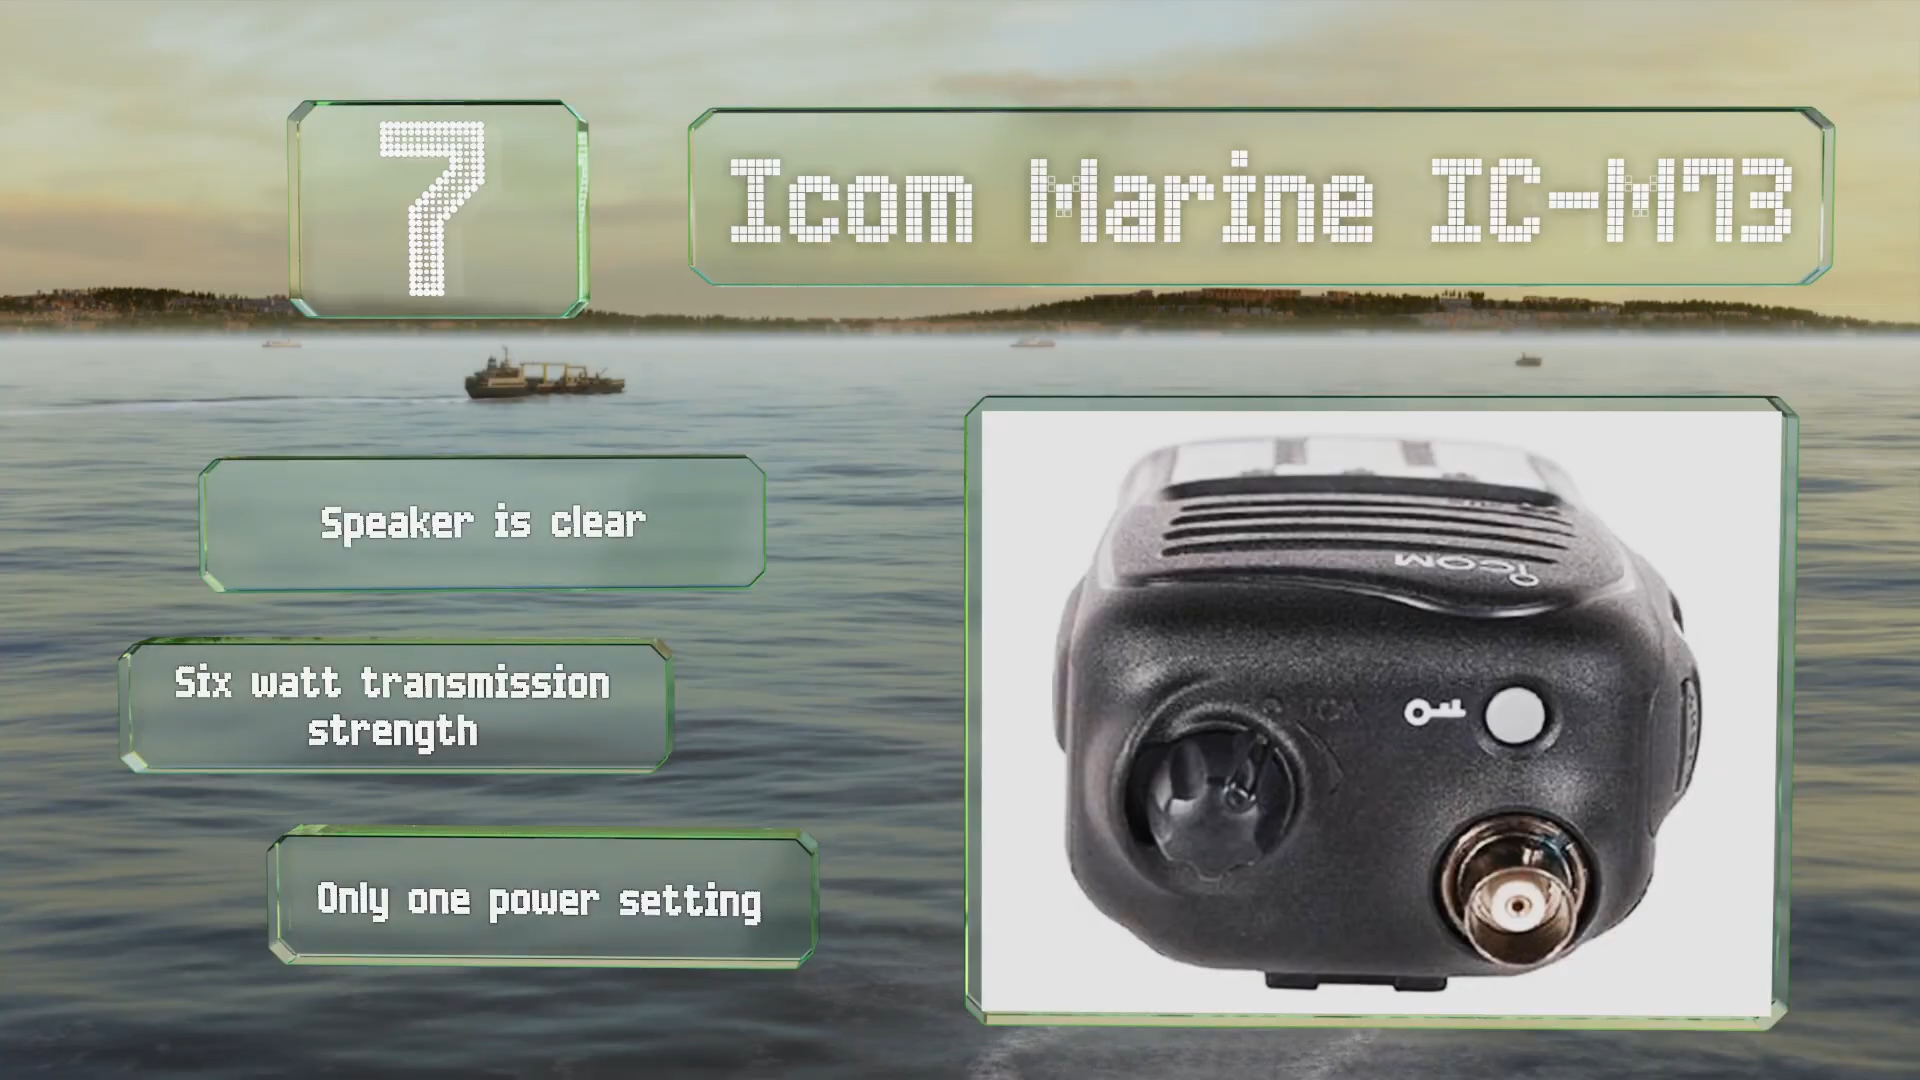 7
Icom Marine IC-M73
Speaker is clear
Six watt transmission
strength
Only one power setting
iCOM